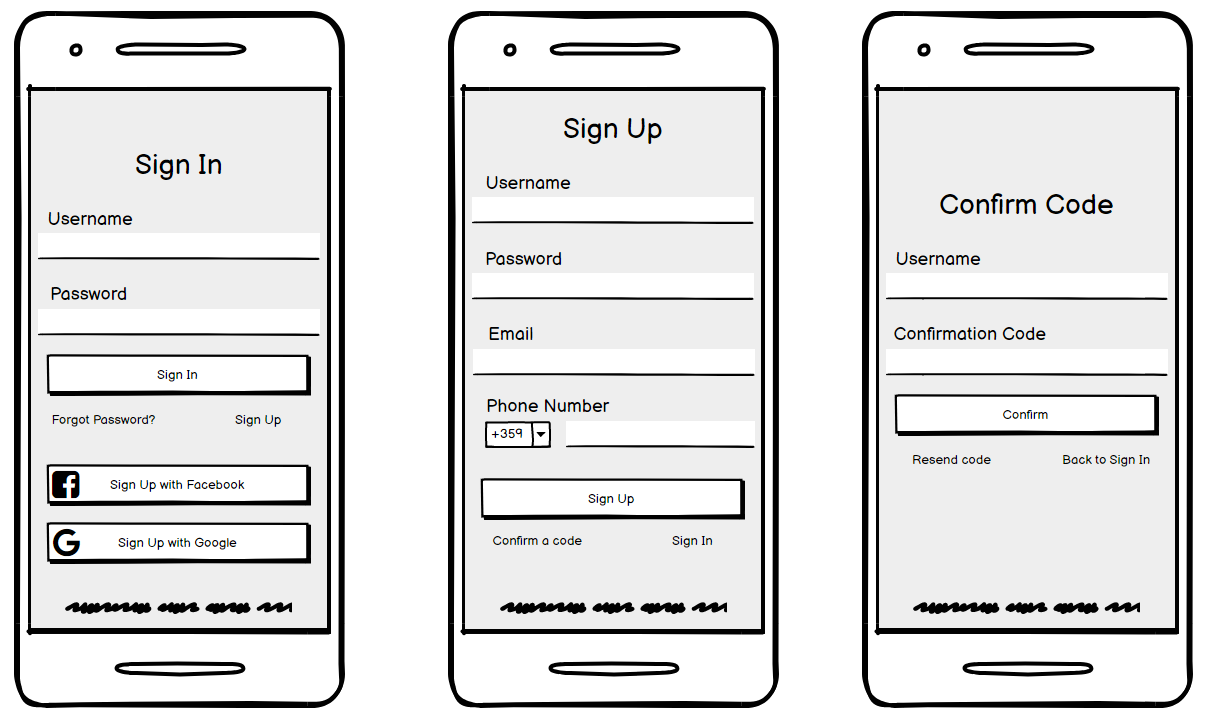 Sign In
Username
Password
Sign In
Forgot Password? Sign Up
Sign Up with Facebook
Sign Up with Google
Sign Up
Username
Password
Email
Phone Number
+359
Sign Up
Confirm a code Sign In
Confirm Code
Username
Confirmation Code
Confirm
Resend code Back to Sign In